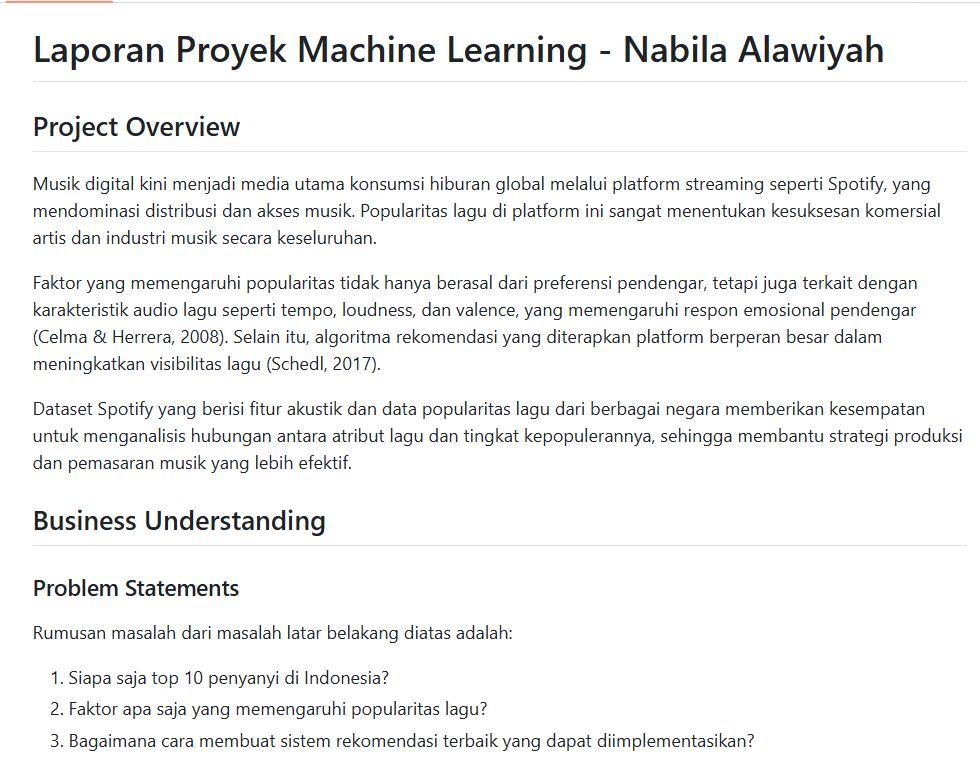 Laporan Proyek Machine Learning - Nabila Alawiyah
Project Overview
Musik digital kini menjadi media utama konsumsi hiburan global melalui platform streaming seperti Spotify, yang
mendominasi distribusi dan akses musik. Popularitas lagu di platform ini sangat menentukan kesuksesan komersial
artis dan industri musik secara keseluruhan.
Faktor yang memengaruhi popularitas tidak hanya berasal dari preferensi pendengar, tetapi juga terkait dengan
karakteristik audio lagu seperti tempo, loudness, dan valence, yang memengaruhi respon emosional pendengar
(Celma & Herrera, 2008). Selain itu, algoritma rekomendasi yang diterapkan platform berperan besar dalam
meningkatkan visibilitas lagu (Schedl, 2017).
Dataset Spotify yang berisi fitur akustik dan data popularitas lagu dari berbagai negara memberikan kesempatan
untuk menganalisis hubungan antara atribut lagu dan tingkat kepopulerannya, sehingga membantu strategi produksi
dan pemasaran musik yang lebih efektif.
Business Understanding
Problem Statements
Rumusan masalah dari masalah latar belakang diatas adalah:
1. Siapa saja top 10 penyanyi di Indonesia?
2. Faktor apa saja yang memengaruhi popularitas lagu?
3. Bagaimana cara membuat sistem rekomendasi terbaik yang dapat diimplementasikan?